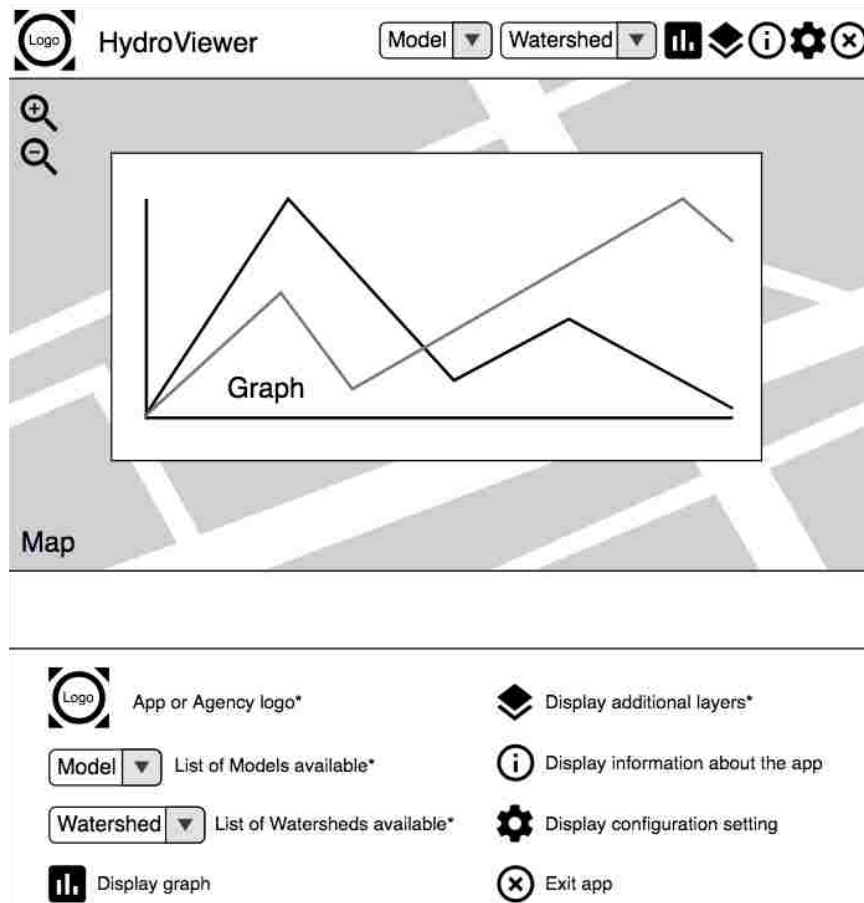 Logo
HydroViewer
Model
Watershed
Graph
Map
Logo
App or Agency logo*
Display additional layers*
Model
List of Models available*
Display information about the app
Watershed
List of Watersheds available*
Display configuration setting
Display graph
Exit app